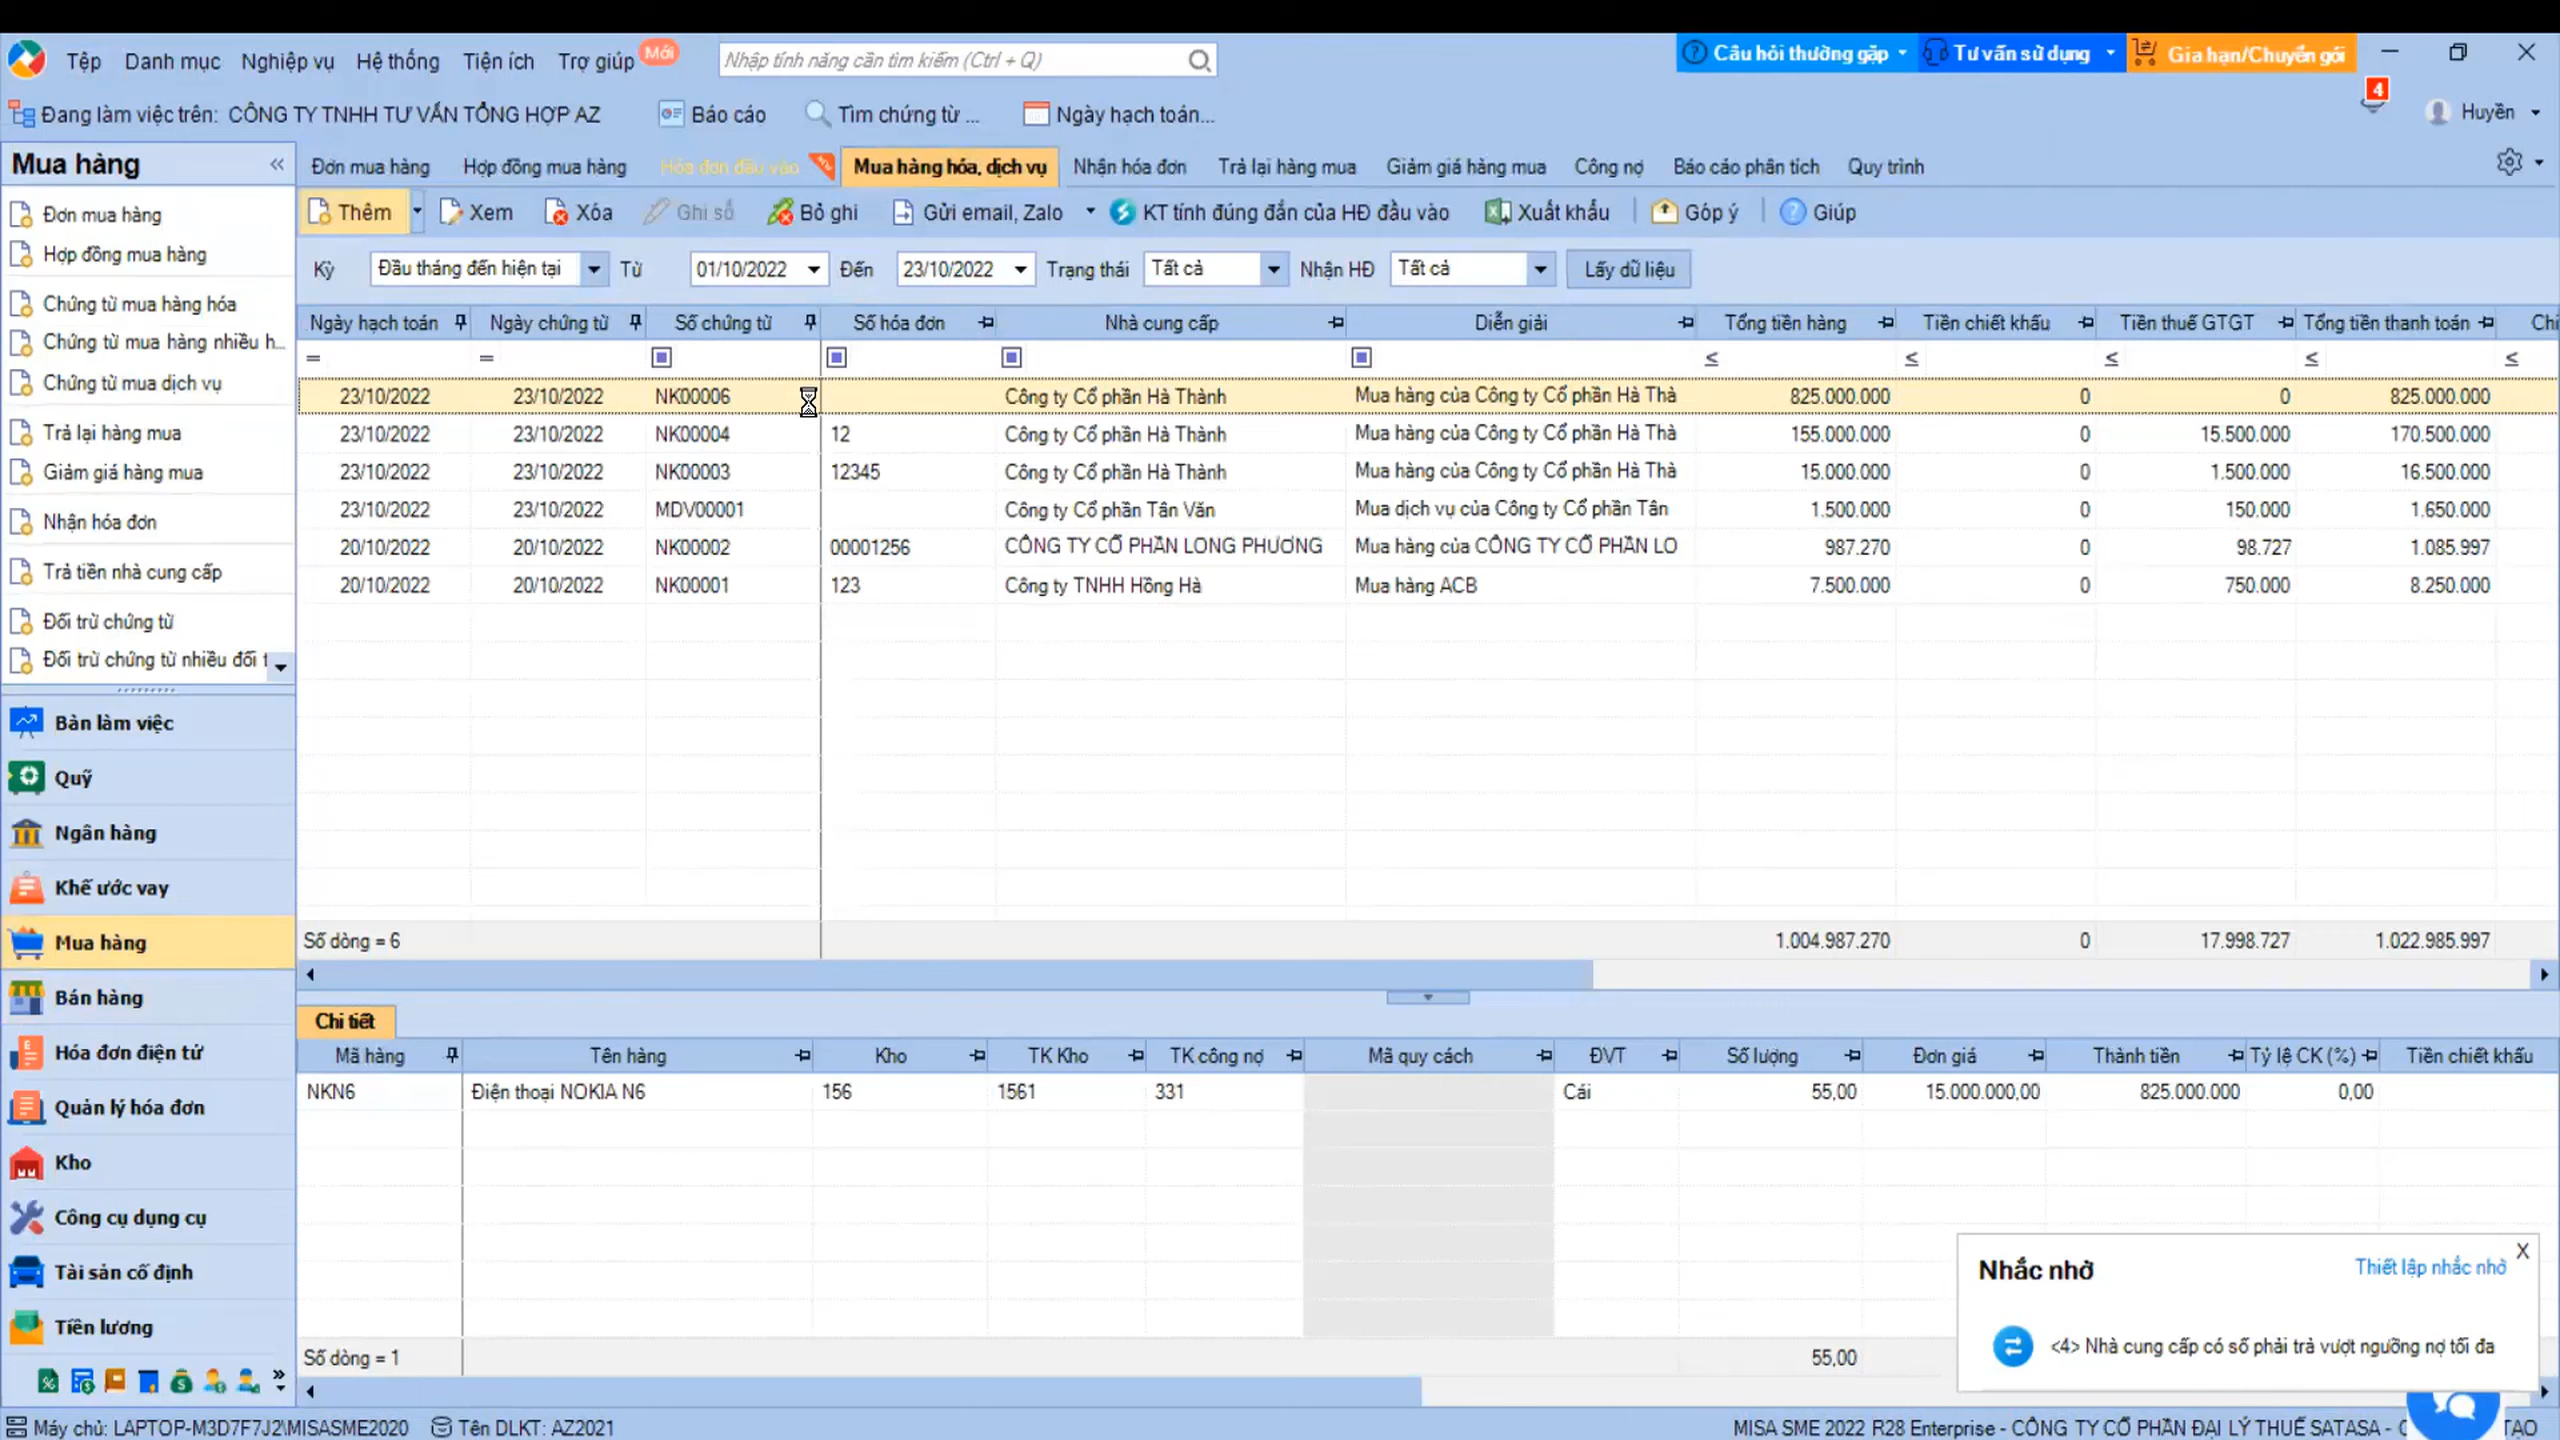 Tệp Danh mục Nghiệp vụ Hệ thống Tiện ích Trợ giúp Mới Nhập tính năng cần tìm kiếm (Ctrl + Q) Câu hỏi thường gặp Tư vấn sử dụng Gia hạn/Chuyển gói
Đang làm việc trên: CÔNG TY TNHH TƯ VẤN TỔNG HỢP AZ Báo cáo Tìm chứng từ ... Ngày hạch toán... 4 Huyền
Mua hàng « Đơn mua hàng Hợp đồng mua hàng Hóa đơn đầu vào Mua hàng hóa, dịch vụ Nhận hóa đơn Trả lại hàng mua Giảm giá hàng mua Công nợ Báo cáo phân tích Quy trình
Thêm Xem Xóa Ghi sổ Bỏ ghi Gửi email, Zalo KT tính đúng đắn của HĐ đầu vào Xuất khẩu Góp ý Giúp
Kỳ Đầu tháng đến hiện tại Từ 01/10/2022 Đến 23/10/2022 Trạng thái Tất cả Nhận HĐ Tất cả Lấy dữ liệu
Đơn mua hàng
Hợp đồng mua hàng
Chứng từ mua hàng hóa
Chứng từ mua hàng nhiều h...
Chứng từ mua dịch vụ
Trả lại hàng mua
Giảm giá hàng mua
Nhận hóa đơn
Trả tiền nhà cung cấp
Đối trừ chứng từ
Đối trừ chứng từ nhiều đối t
Bàn làm việc
Quỹ
Ngân hàng
Khế ước vay
Mua hàng
Bán hàng
Hóa đơn điện tử
Quản lý hóa đơn
Kho
Công cụ dụng cụ
Tài sản cố định
Tiền lương
Ngày hạch toán Ngày chứng từ Số chứng từ Số hóa đơn Nhà cung cấp Diễn giải Tổng tiền hàng Tiền chiết khấu Tiền thuế GTGT Tổng tiền thanh toán Chi
= = ≤ ≤ ≤ ≤ ≤
23/10/2022 23/10/2022 NK00006 Công ty Cổ phần Hà Thành Mua hàng của Công ty Cổ phần Hà Thà 825.000.000 0 0 825.000.000
23/10/2022 23/10/2022 NK00004 12 Công ty Cổ phần Hà Thành Mua hàng của Công ty Cổ phần Hà Thà 155.000.000 0 15.500.000 170.500.000
23/10/2022 23/10/2022 NK00003 12345 Công ty Cổ phần Hà Thành Mua hàng của Công ty Cổ phần Hà Thà 15.000.000 0 1.500.000 16.500.000
23/10/2022 23/10/2022 MDV00001 Công ty Cổ phần Tân Văn Mua dịch vụ của Công ty Cổ phần Tân 1.500.000 0 150.000 1.650.000
20/10/2022 20/10/2022 NK00002 00001256 CÔNG TY CỔ PHẦN LONG PHƯƠNG Mua hàng của CÔNG TY CỔ PHẦN LO 987.270 0 98.727 1.085.997
20/10/2022 20/10/2022 NK00001 123 Công ty TNHH Hồng Hà Mua hàng ACB 7.500.000 0 750.000 8.250.000
Số dòng = 6 1.004.987.270 0 17.998.727 1.022.985.997
Chi tiết
Mã hàng Tên hàng Kho TK Kho TK công nợ Mã quy cách ĐVT Số lượng Đơn giá Thành tiền Tỷ lệ CK (%) Tiền chiết khấu
NKN6 Điện thoại NOKIA N6 156 1561 331 Cái 55,00 15.000.000,00 825.000.000 0,00
Số dòng = 1 55,00
Nhắc nhở Thiết lập nhắc nhở X
<4> Nhà cung cấp có số phải trả vượt ngưỡng nợ tối đa
Máy chủ: LAPTOP-M3D7F7J2\MISASME2020 Tên DLKT: AZ2021 MISA SME 2022 R28 Enterprise - CÔNG TY CỔ PHẦN ĐẠI LÝ THUẾ SATASA - TẠO